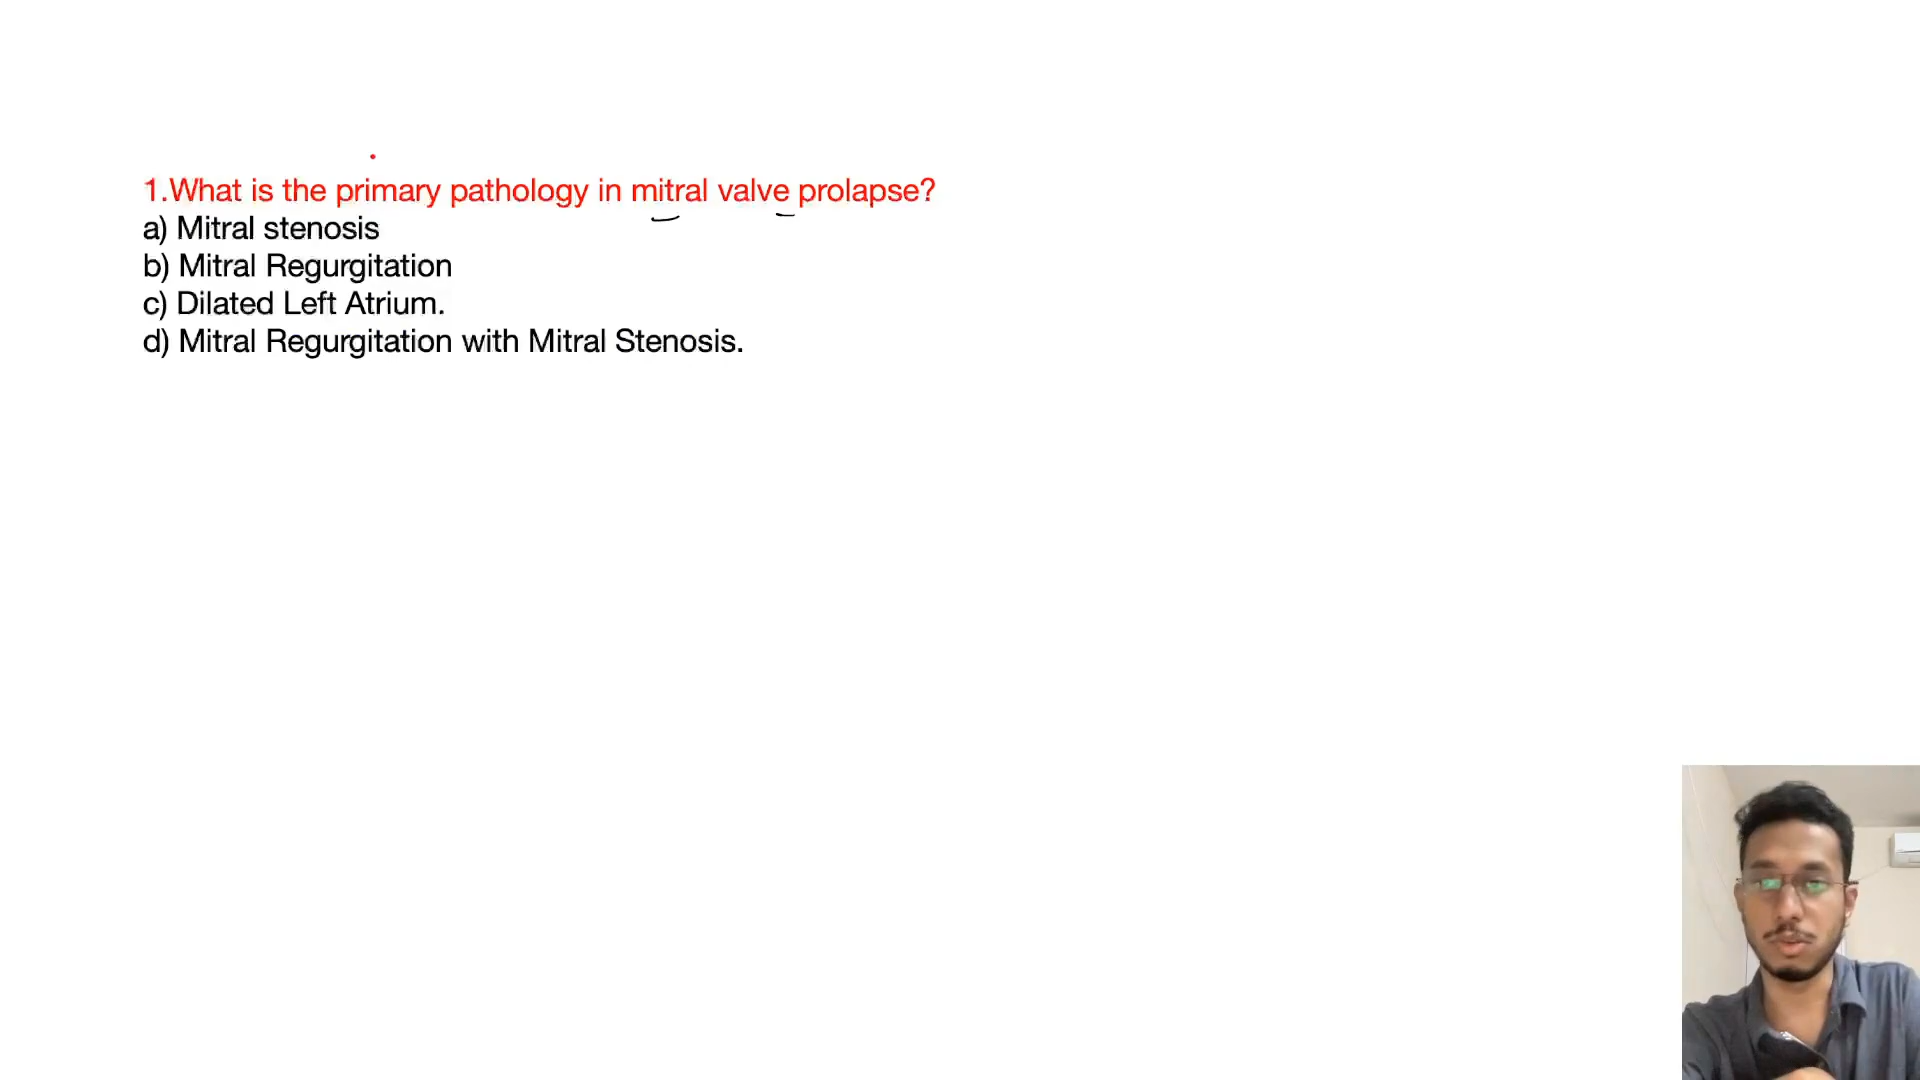 1.What is the primary pathology in mitral valve prolapse?
a) Mitral stenosis
b) Mitral Regurgitation
c) Dilated Left Atrium.
d) Mitral Regurgitation with Mitral Stenosis.